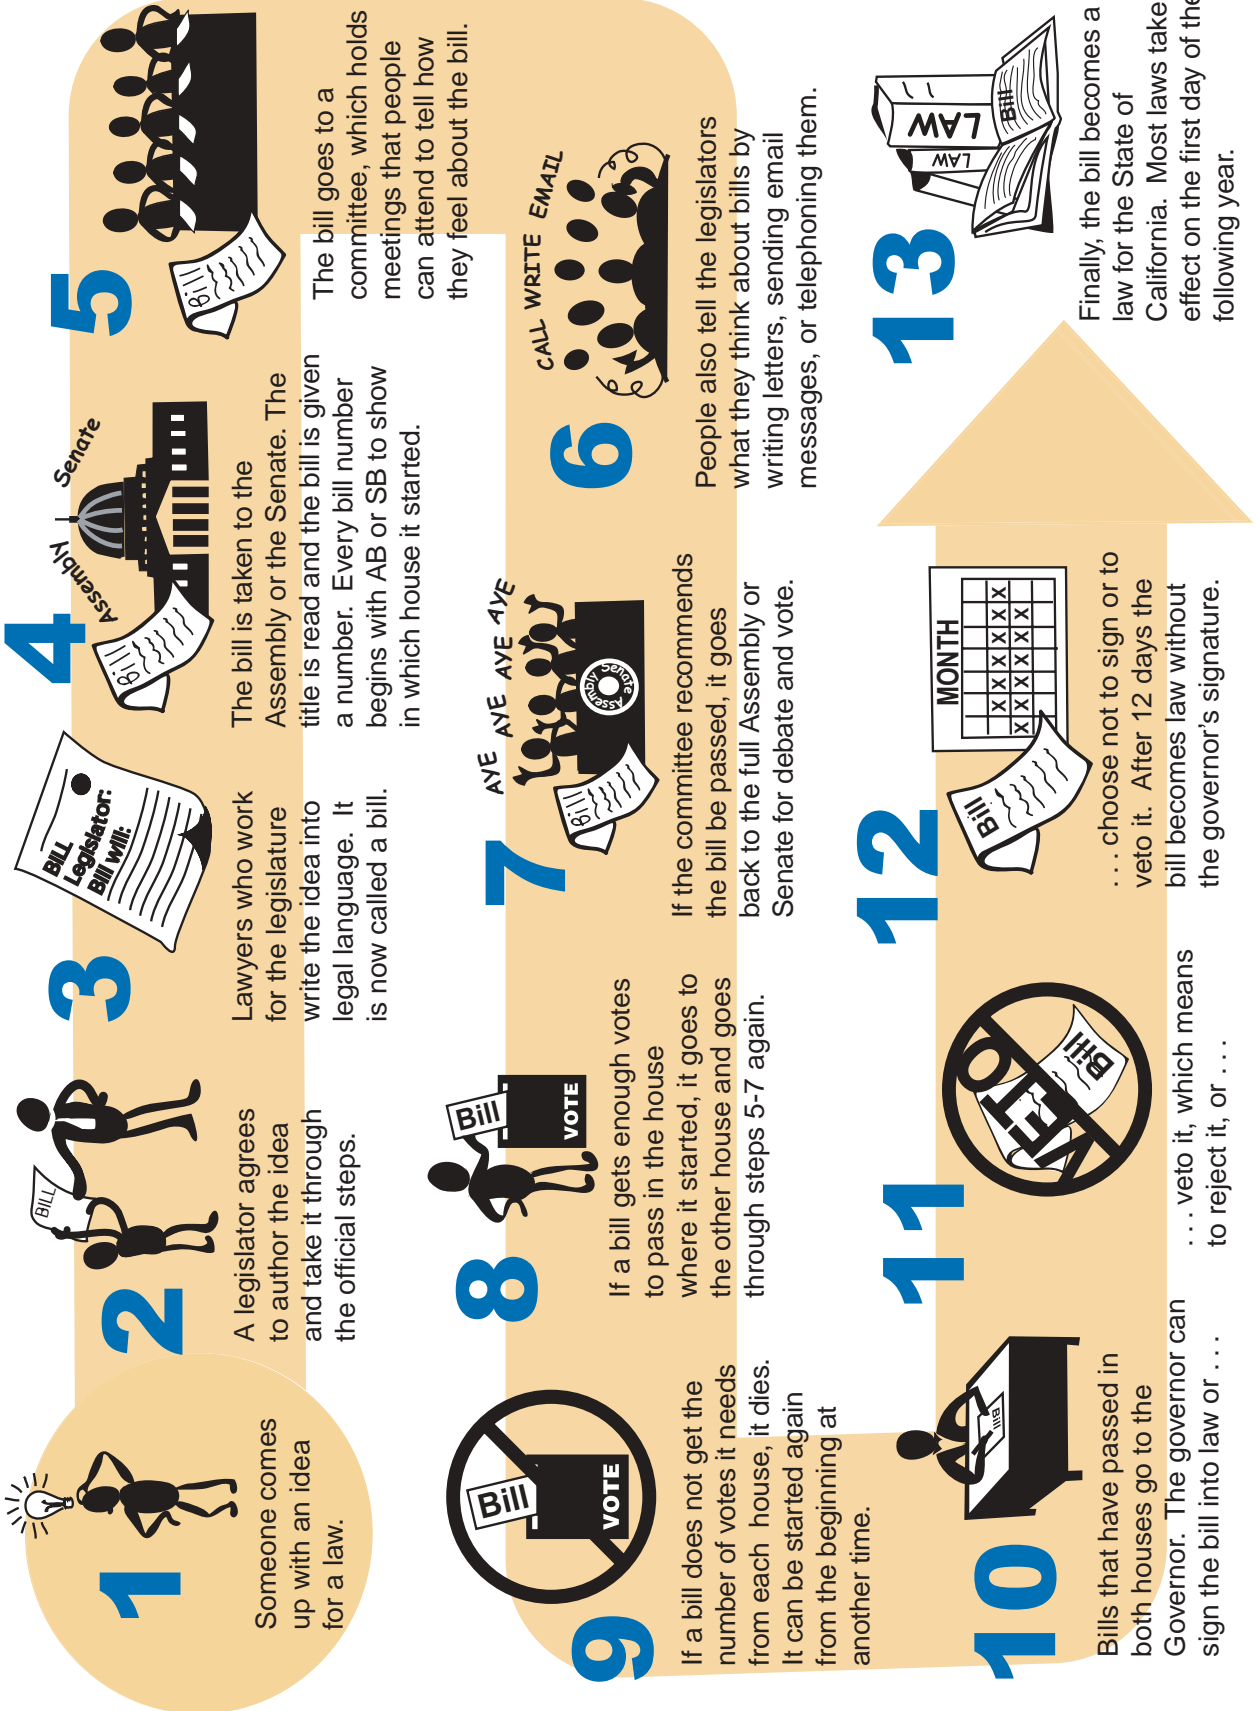 1
Someone comes
up with an idea
for a law.
2
BILL
A legislator agrees
to author the idea
and take it through
the official steps.
3
BILL
Legislator:
Bill will:
Lawyers who work
for the legislature
write the idea into
legal language. It
is now called a bill.
4
Assembly
Senate
Bill
The bill is taken to the
Assembly or the Senate. The
title is read and the bill is given
a number. Every bill number
begins with AB or SB to show
in which house it started.
5
Bill
The bill goes to a
committee, which holds
meetings that people
can attend to tell how
they feel about the bill.
6
CALL WRITE EMAIL
People also tell the legislators
what they think about bills by
writing letters, sending email
messages, or telephoning them.
7
AYE AYE AYE AYE
Bill
Assembly Senate
If the committee recommends
the bill be passed, it goes
back to the full Assembly or
Senate for debate and vote.
8
Bill
VOTE
If a bill gets enough votes
to pass in the house
where it started, it goes to
the other house and goes
through steps 5-7 again.
9
Bill
VOTE
If a bill does not get the
number of votes it needs
from each house, it dies.
It can be started again
from the beginning at
another time.
10
Bill
Bills that have passed in
both houses go to the
Governor. The governor can
sign the bill into law or . . .
11
VETO
Bill
. . . veto it, which means
to reject it, or . . .
12
Bill
MONTH
X X X X X X
X X X X X
. . . choose not to sign or to
veto it. After 12 days the
bill becomes law without
the governor's signature.
13
LAW
LAW
Bill
Finally, the bill becomes a
law for the State of
California. Most laws take
effect on the first day of the
following year.